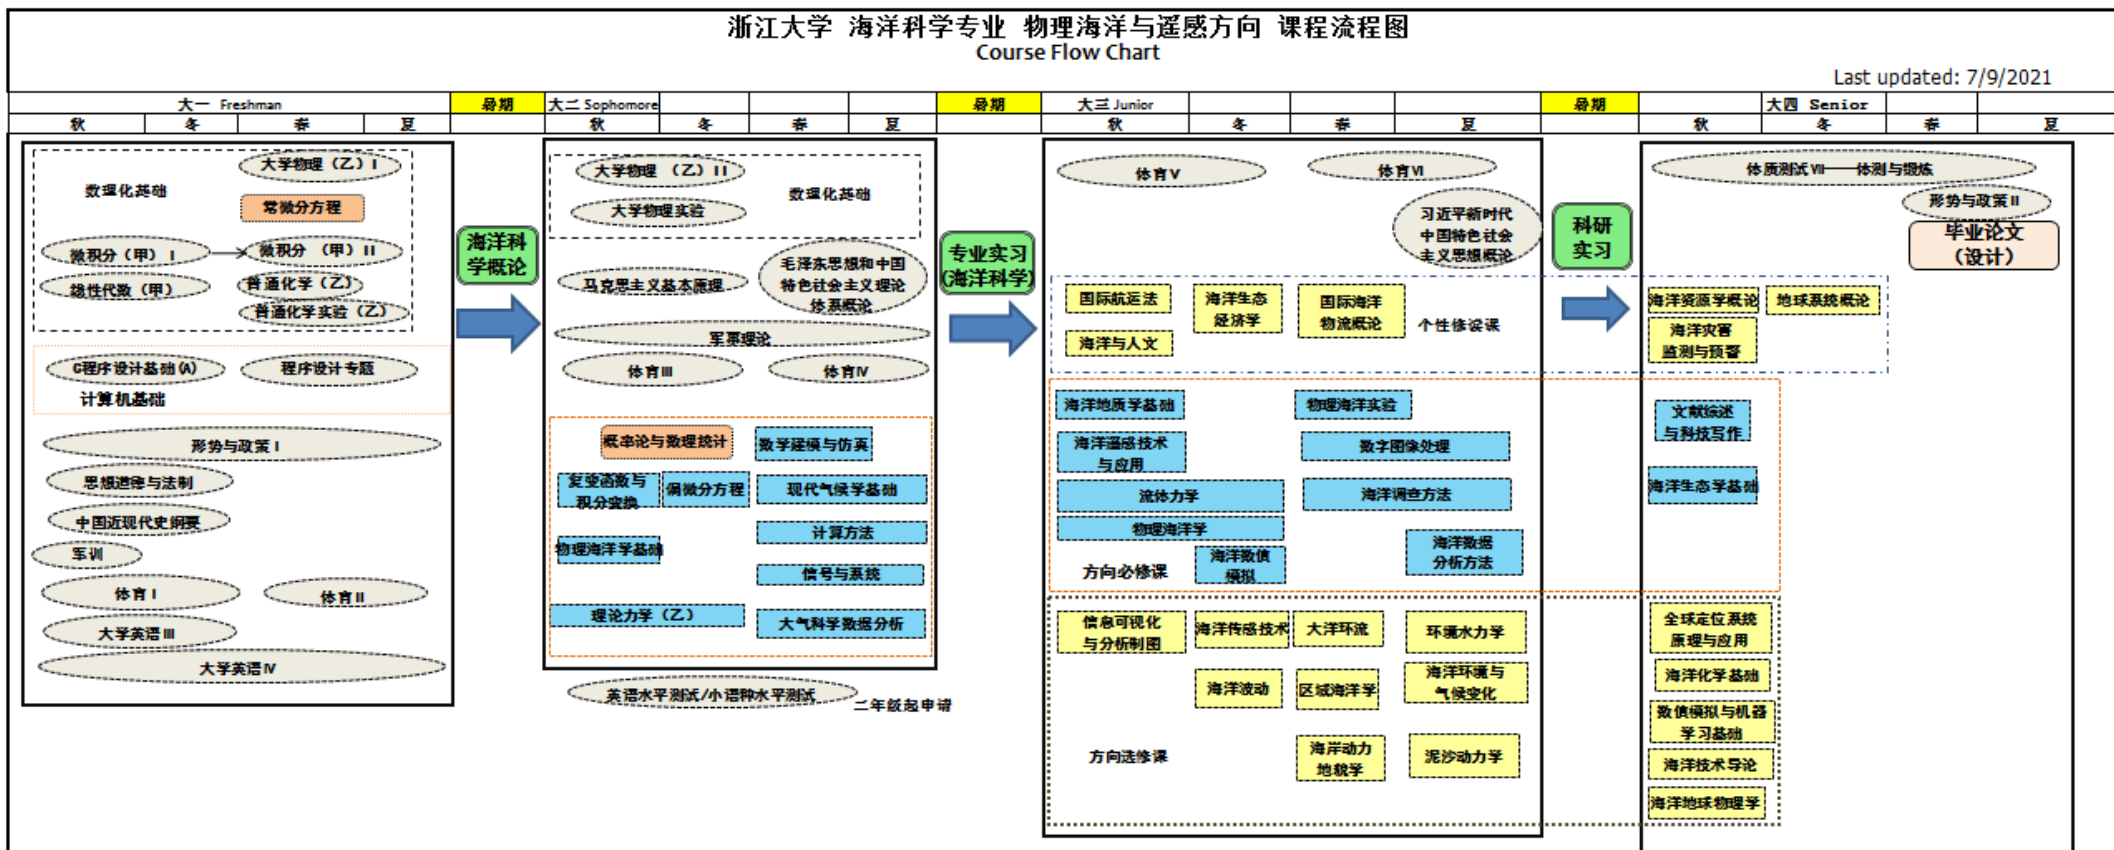 浙江大学 海洋科学专业 物理海洋与遥感方向 课程流程图
Course Flow Chart
Last updated: 7/9/2021
大一 Freshman
暑期
大二 Sophomore
暑期
大三 Junior
暑期
大四 Senior
秋 冬 春 夏
秋 冬 春 夏
秋 冬 春 夏
秋 冬 春 夏
大学物理（乙）I
数理化基础
常微分方程
微积分（甲）I
微积分 （甲）II
线性代数（甲）
普通化学（乙）
普通化学实验（乙）
C程序设计基础(A)
程序设计专题
计算机基础
形势与政策 I
思想道德与法制
中国近现代史纲要
军训
体育 I
体育 II
大学英语 III
大学英语 IV
海洋科
学概论
大学物理 （乙）II
大学物理实验
数理化基础
马克思主义基本原理
毛泽东思想和中国
特色社会主义理论
体系概论
军事理论
体育III
体育IV
概率论与数理统计
数学建模与仿真
复变函数与
积分变换
偏微分方程
现代气候学基础
计算方法
物理海洋学基础
信号与系统
理论力学（乙）
大气科学数据分析
英语水平测试/小语种水平测试
二年级起申请
专业实习
(海洋科学)
体育V
体育VI
习近平新时代
中国特色社会
主义思想概论
国际航运法
海洋生态
经济学
国际海洋
物流概论
个性修读课
海洋与人文
海洋地质学基础
物理海洋实验
海洋遥感技术
与应用
数字图像处理
流体力学
海洋调查方法
物理海洋学
海洋数值
模拟
海洋数据
分析方法
方向必修课
信息可视化
与分析制图
海洋传感技术
大洋环流
环境水力学
海洋波动
区域海洋学
海洋环境与
气候变化
方向选修课
海岸动力
地貌学
泥沙动力学
科研
实习
体质测试VII——体测与锻炼
形势与政策 II
毕业论文
（设计）
海洋资源学概论
地球系统概论
海洋灾害
监测与预警
文献综述
与科技写作
海洋生态学基础
全球定位系统
原理与应用
海洋化学基础
数值模拟与机器
学习基础
海洋技术导论
海洋地球物理学